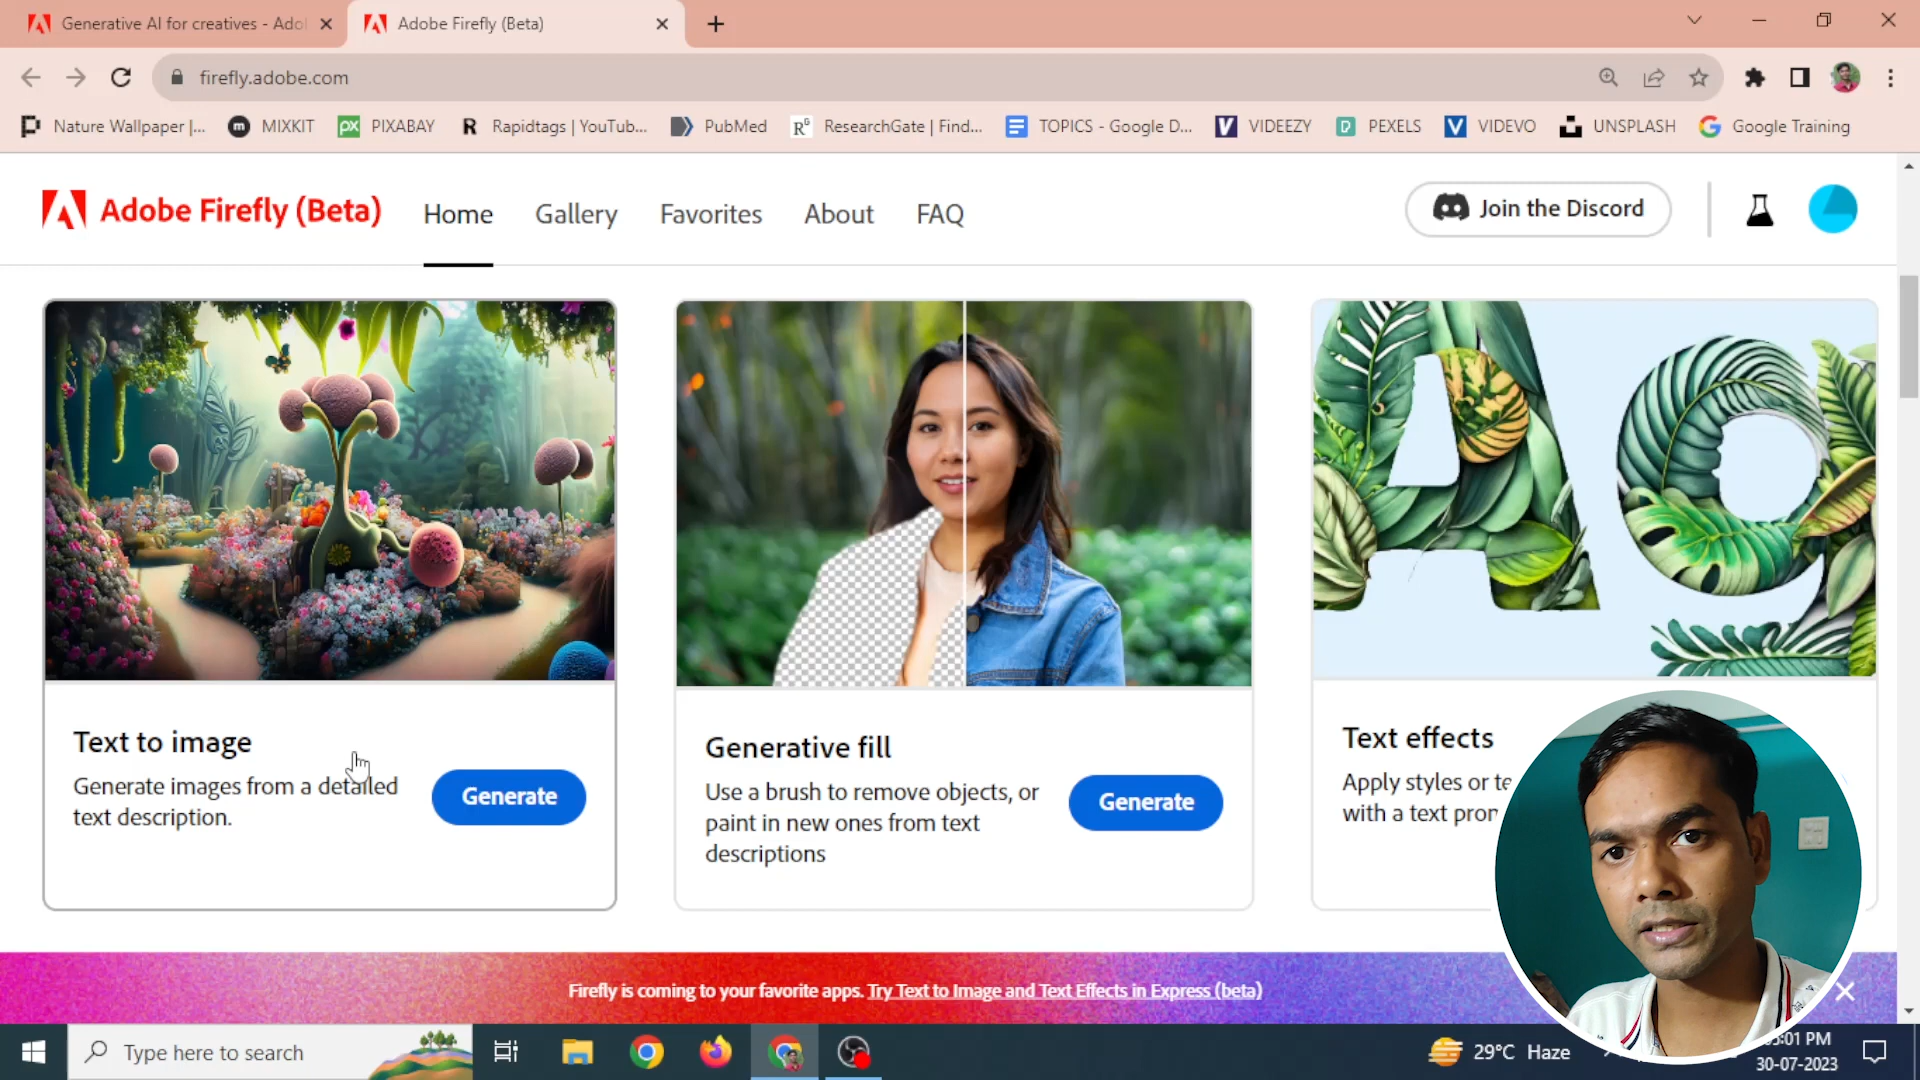 Generative AI for creatives - Ado
Adobe Firefly (Beta)
firefly.adobe.com
Nature Wallpaper |...
MIXKIT
px
PIXABAY
R
Rapidtags | YouTub...
PubMed
ResearchGate | Find...
TOPICS - Google D...
VIDEEZY
PEXELS
VIDEVO
UNSPLASH
Google Training
Adobe Firefly (Beta)
Home
Gallery
Favorites
About
FAQ
Join the Discord
Text to image
Generate images from a detailed
text description.
Generate
Generative fill
Use a brush to remove objects, or
paint in new ones from text
descriptions
Generate
Text effects
Apply styles or te
with a text pron
Firefly is coming to your favorite apps. Try Text to Image and Text Effects in Express (beta)
Type here to search
29°C Haze
:01 PM
30-07-2023